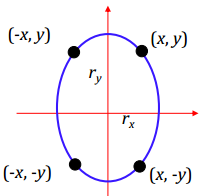 (-x, y) (x, y)
r_y
r_x
(-x, -y) (x, -y)